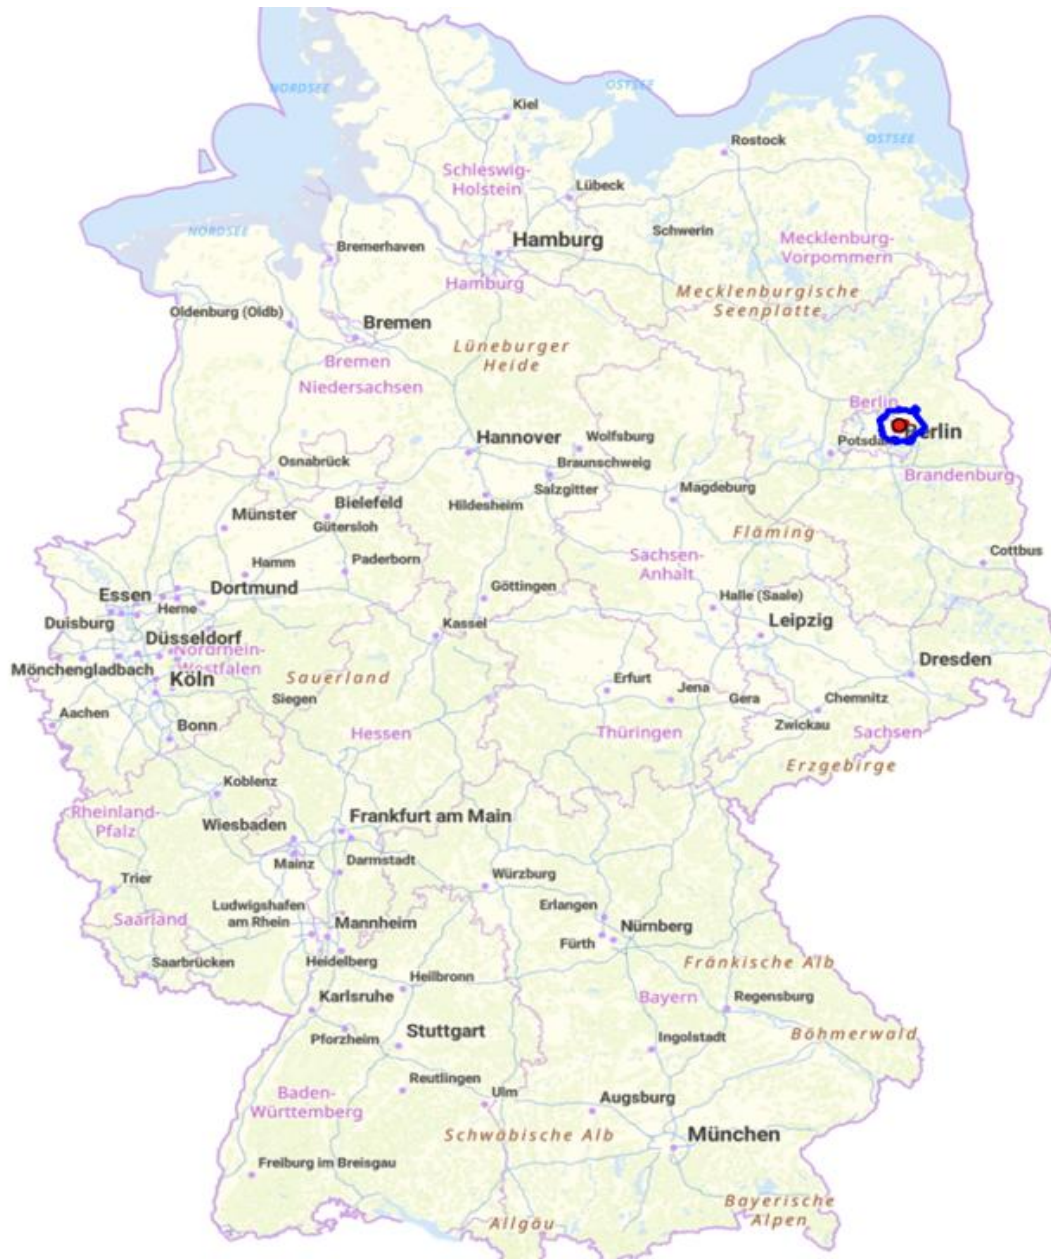 NORDSEE
OSTSEE
Kiel
Rostock
OSTSEE
Schleswig-
Holstein
Lübeck
NORDSEE
Hamburg
Schwerin
Mecklenburg-
Vorpommern
Bremerhaven
Hamburg
Mecklenburgische
Seenplatte
Oldenburg (Oldb)
Bremen
Lüneburger
Heide
Bremen
Niedersachsen
Berlin
Hannover
Wolfsburg
Berlin
Potsda
Osnabrück
Braunschweig
Salzgitter
Brandenburg
Magdeburg
Hildesheim
Bielefeld
Münster
Gütersloh
Fläming
Hamm
Paderborn
Sachsen-
Anhalt
Cottbus
Essen
Dortmund
Göttingen
Halle (Saale)
Herne
Duisburg
Kassel
Leipzig
Düsseldorf
Nordrhein-
Westfalen
Mönchengladbach
Köln
Sauerland
Dresden
Erfurt
Jena
Gera
Chemnitz
Siegen
Aachen
Bonn
Hessen
Thüringen
Zwickau
Sachsen
Erzgebirge
Koblenz
Rheinland-
Pfalz
Wiesbaden
Frankfurt am Main
Mainz
Darmstadt
Trier
Würzburg
Ludwigshafen
am Rhein
Erlangen
Saarland
Mannheim
Nürnberg
Fürth
Saarbrücken
Heidelberg
Fränkische Alb
Heilbronn
Karlsruhe
Bayern
Regensburg
Pforzheim
Stuttgart
Ingolstadt
Böhmerwald
Reutlingen
Ulm
Baden-
Württemberg
Augsburg
Schwäbische Alb
München
Freiburg im Breisgau
Bayerische
Alpen
Allgäu